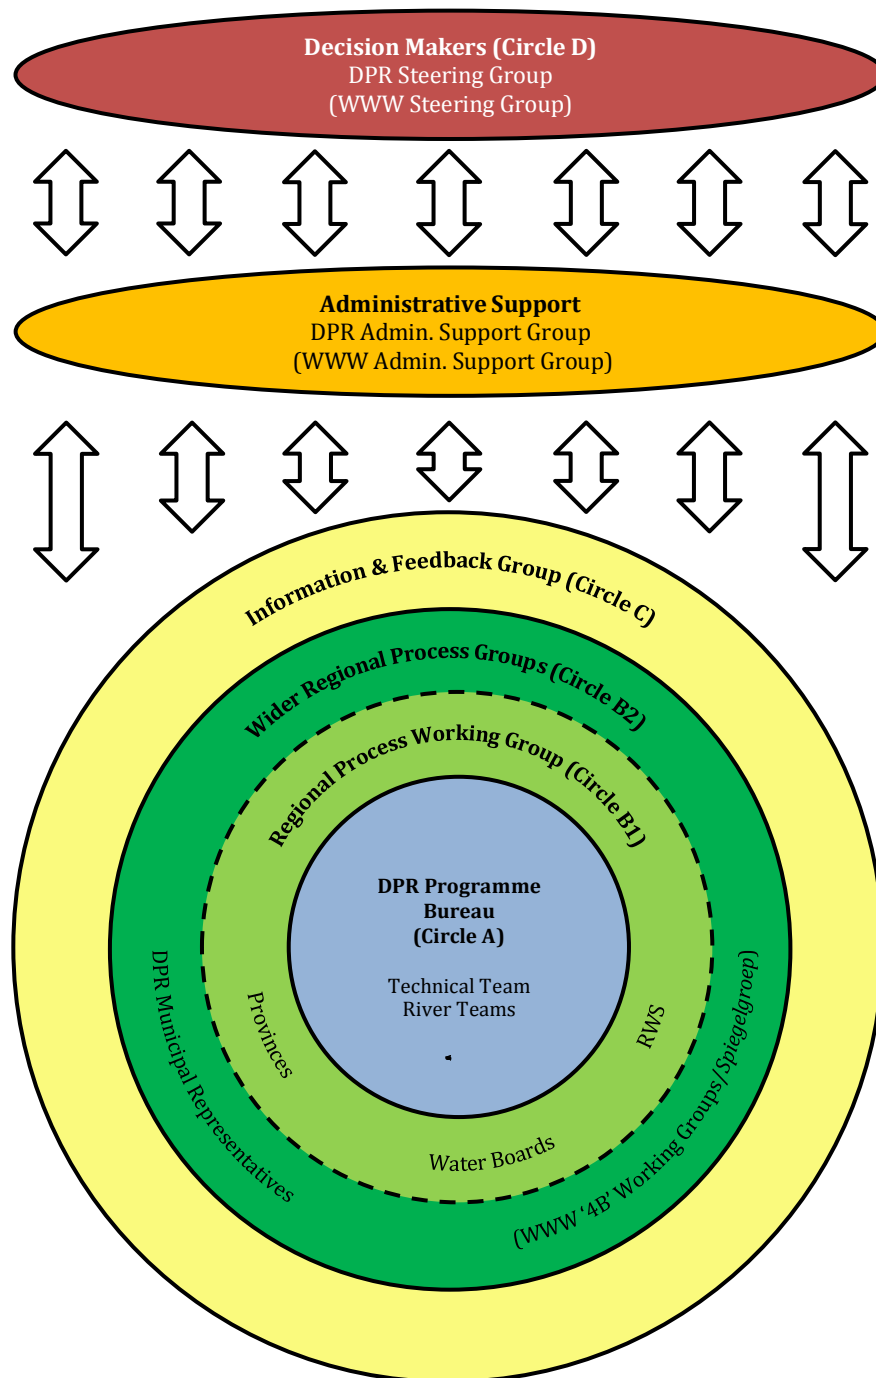 Decision Makers (Circle D)
DPR Steering Group
(WWW Steering Group)
Administrative Support
DPR Admin. Support Group
(WWW Admin. Support Group)
Information & Feedback Group (Circle C)
Wider Regional Process Groups (Circle B2)
Regional Process Working Group (Circle B1)
DPR Programme
Bureau
(Circle A)
Technical Team
River Teams
Provinces
RWS
Water Boards
DPR Municipal Representatives
(WWW ‘4B’ Working Groups/Spiegelgroep)